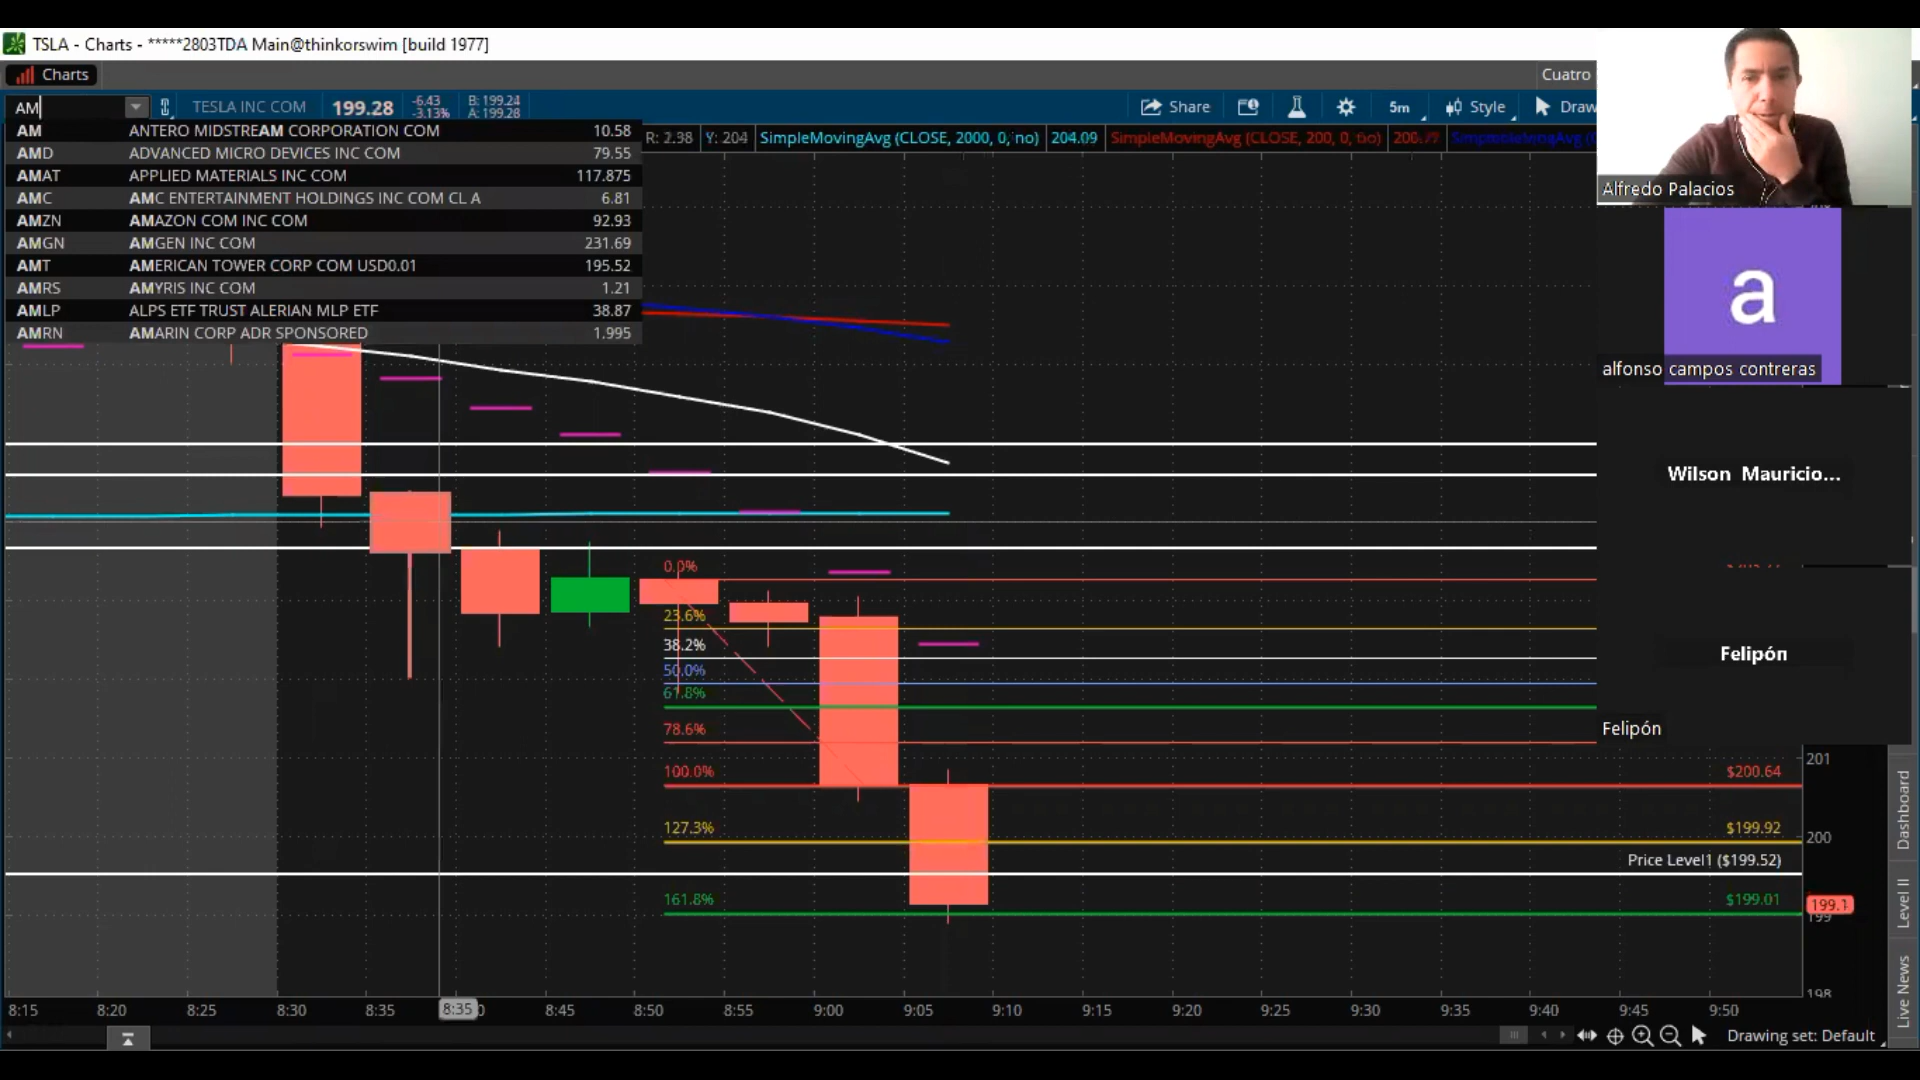 TSLA - Charts - *****2803TDA Main@thinkorswim [build 1977]
Charts
Cuatro
AM
TESLA INC COM
199.28
-6.43
-3.13%
B: 199.24
A: 199.28
Share
5m
Style
Draw
AM ANTERO MIDSTREAM CORPORATION COM 10.58
AMD ADVANCED MICRO DEVICES INC COM 79.55
AMAT APPLIED MATERIALS INC COM 117.875
AMC AMC ENTERTAINMENT HOLDINGS INC COM CL A 6.81
AMZN AMAZON COM INC COM 92.93
AMGN AMGEN INC COM 231.69
AMT AMERICAN TOWER CORP COM USD0.01 195.52
AMRS AMYRIS INC COM 1.21
AMLP ALPS ETF TRUST ALERIAN MLP ETF 38.87
AMRN AMARIN CORP ADR SPONSORED 1.995
R: 2.38 Y: 204 SimpleMovingAvg (CLOSE, 2000, 0, no) 204.09 SimpleMovingAvg (CLOSE, 200, 0, no)
Alfredo Palacios
a
alfonso campos contreras
Wilson Mauricio...
Felipón
Felipón
0.0%
23.6%
38.2%
50.0%
61.8%
78.6%
100.0% $200.64
127.3% $199.92
Price Level1 ($199.52)
161.8% $199.01
201
200
199.1
199
198
Dashboard
Level II
Live News
8:15 8:20 8:25 8:30 8:35 8:35 8:45 8:50 8:55 9:00 9:05 9:10 9:15 9:20 9:25 9:30 9:35 9:40 9:45 9:50
Drawing set: Default